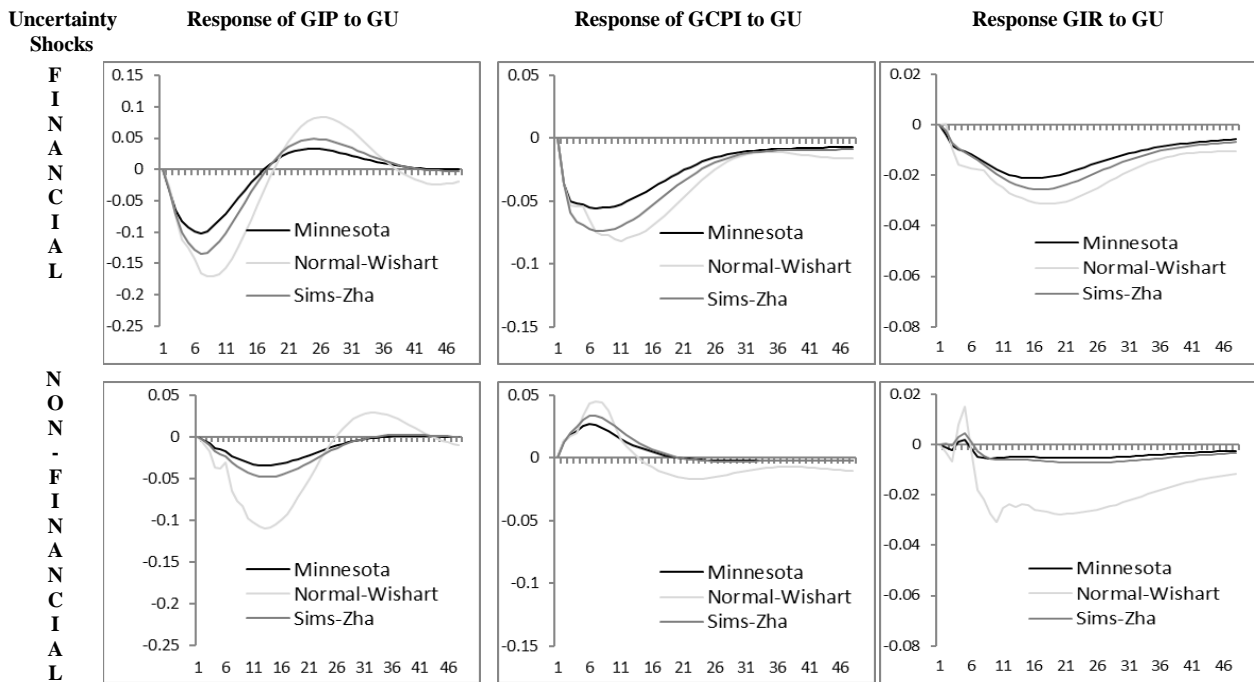 Uncertainty Shocks
Response of GIP to GU
Response of GCPI to GU
Response GIR to GU
FINANCIAL
0.15
0.1
0.05
0
-0.05
-0.1
-0.15
-0.2
-0.25
Minnesota
Normal-Wishart
Sims-Zha
1 6 11 16 21 26 31 36 41 46
0.05
0
-0.05
-0.1
-0.15
Minnesota
Normal-Wishart
Sims-Zha
1 6 11 16 21 26 31 36 41 46
0.02
0
-0.02
-0.04
-0.06
-0.08
Minnesota
Normal-Wishart
Sims-Zha
1 6 11 16 21 26 31 36 41 46
NON-FINANCIAL
0.05
0
-0.05
-0.1
-0.15
-0.2
-0.25
Minnesota
Normal-Wishart
Sims-Zha
1 6 11 16 21 26 31 36 41 46
0.05
0
-0.05
-0.1
-0.15
Minnesota
Normal-Wishart
Sims-Zha
1 6 11 16 21 26 31 36 41 46
0.02
0
-0.02
-0.04
-0.06
-0.08
Minnesota
Normal-Wishart
Sims-Zha
1 6 11 16 21 26 31 36 41 46